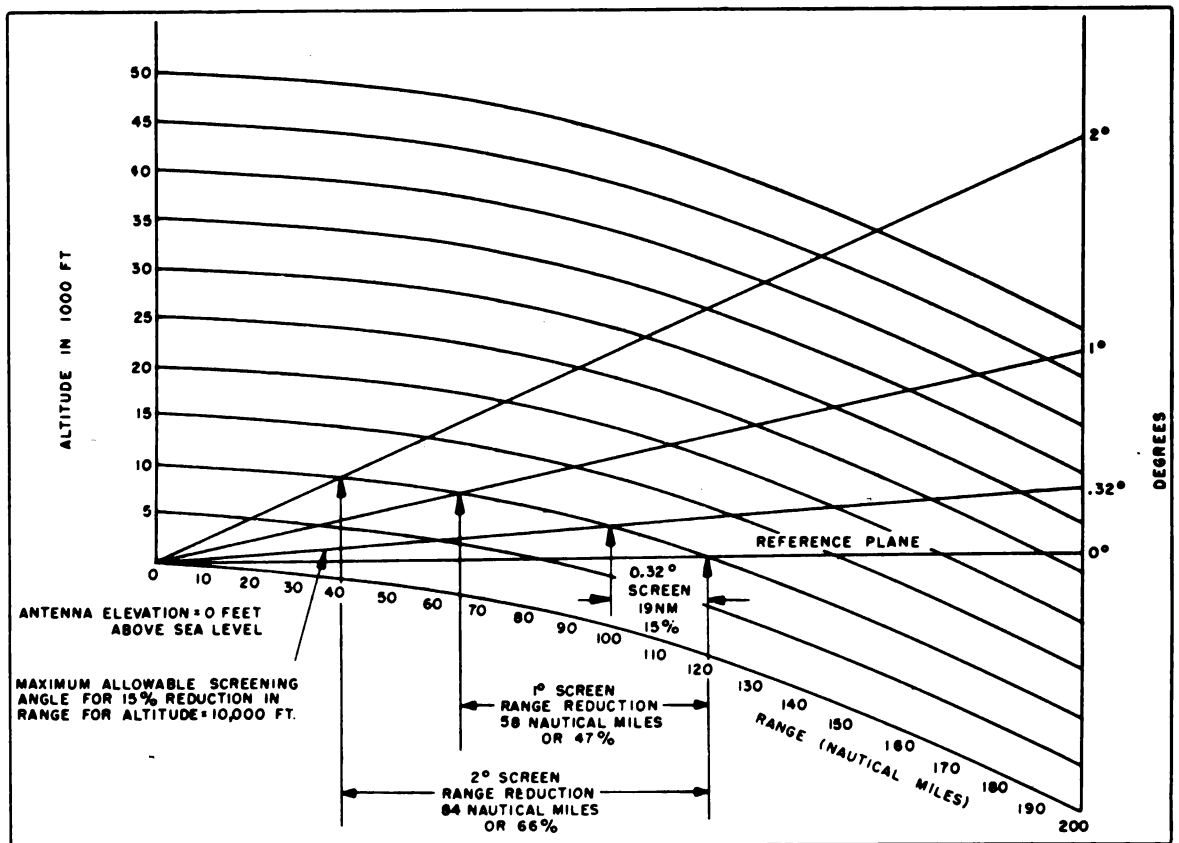 50
45
40
35
30
25
20
15
10
5
ALTITUDE IN 1000 FT
2°
1°
.32°
0°
DEGREES
REFERENCE PLANE
0
10
20
30
40
50
60
70
80
90
100
110
120
130
140
150
160
170
180
190
200
RANGE (NAUTICAL MILES)
0.32°
SCREEN
19NM
15%
ANTENNA ELEVATION = 0 FEET
ABOVE SEA LEVEL
MAXIMUM ALLOWABLE SCREENING
ANGLE FOR 15% REDUCTION IN
RANGE FOR ALTITUDE = 10,000 FT.
1° SCREEN
RANGE REDUCTION
58 NAUTICAL MILES
OR 47%
2° SCREEN
RANGE REDUCTION
84 NAUTICAL MILES
OR 66%